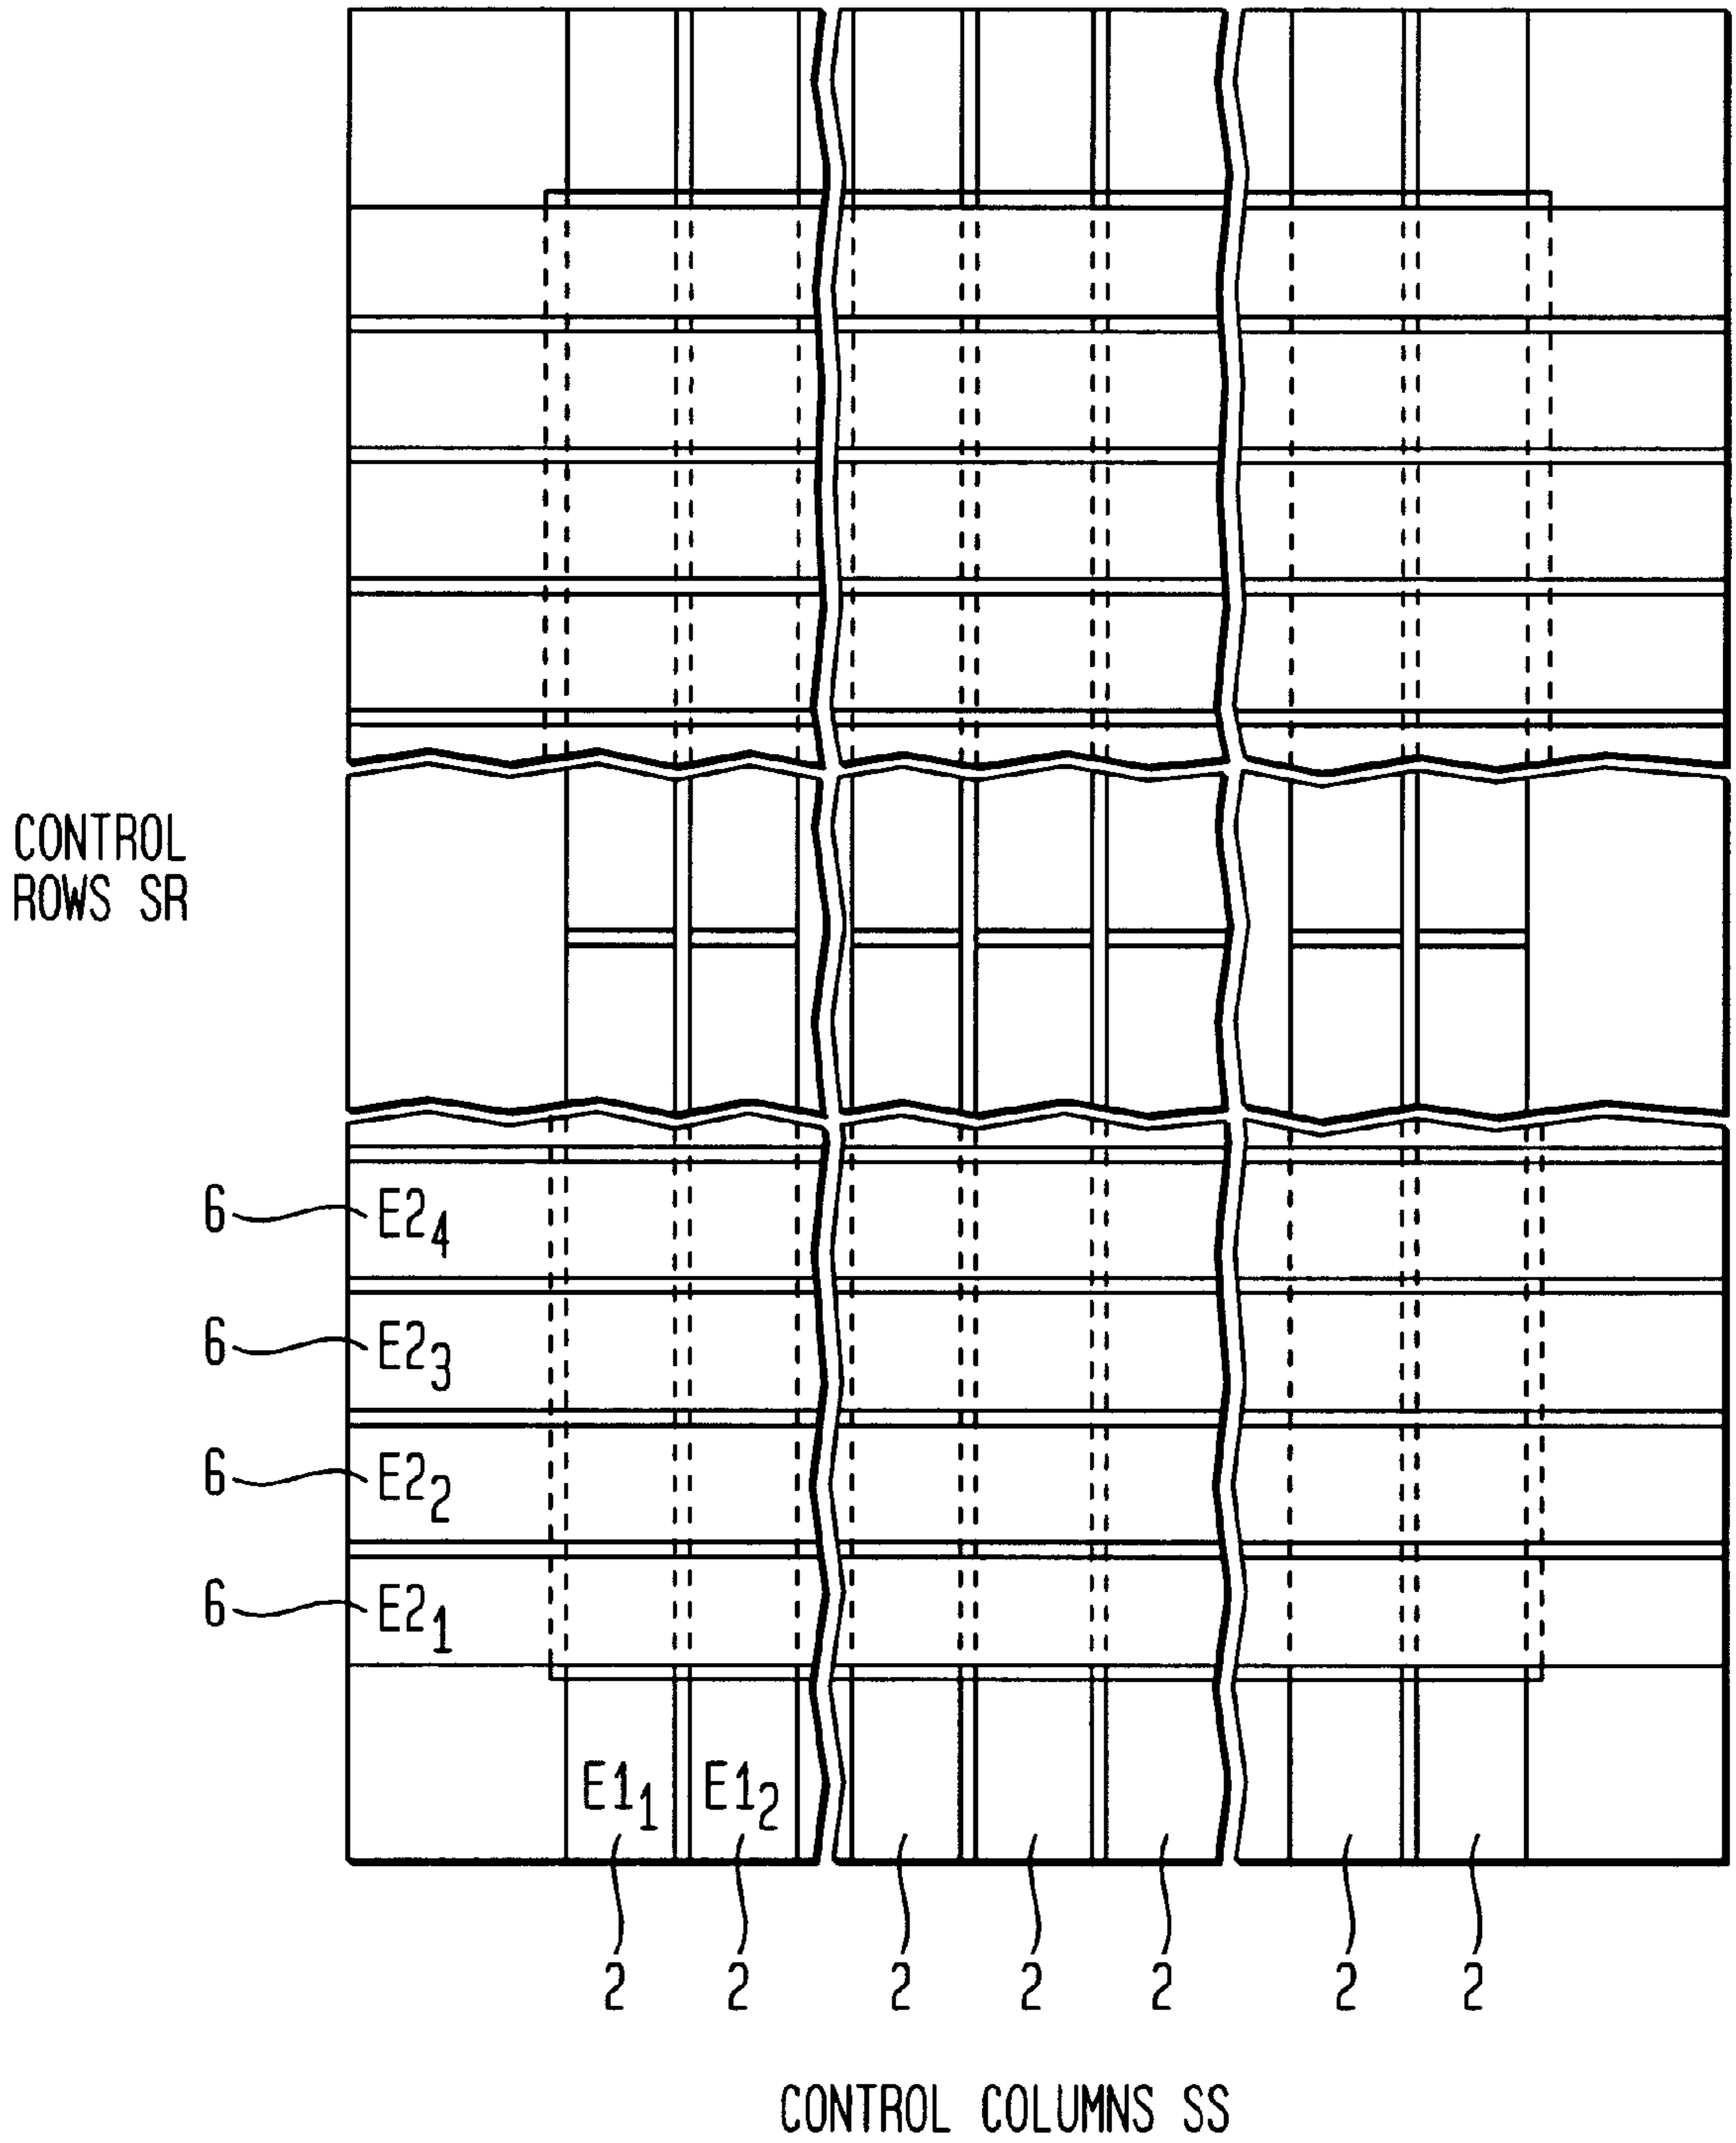 CONTROL
ROWS SR
6 E2₄
6 E2₃
6 E2₂
6 E2₁
E1₁ E1₂
2 2 2 2 2 2 2
CONTROL COLUMNS SS